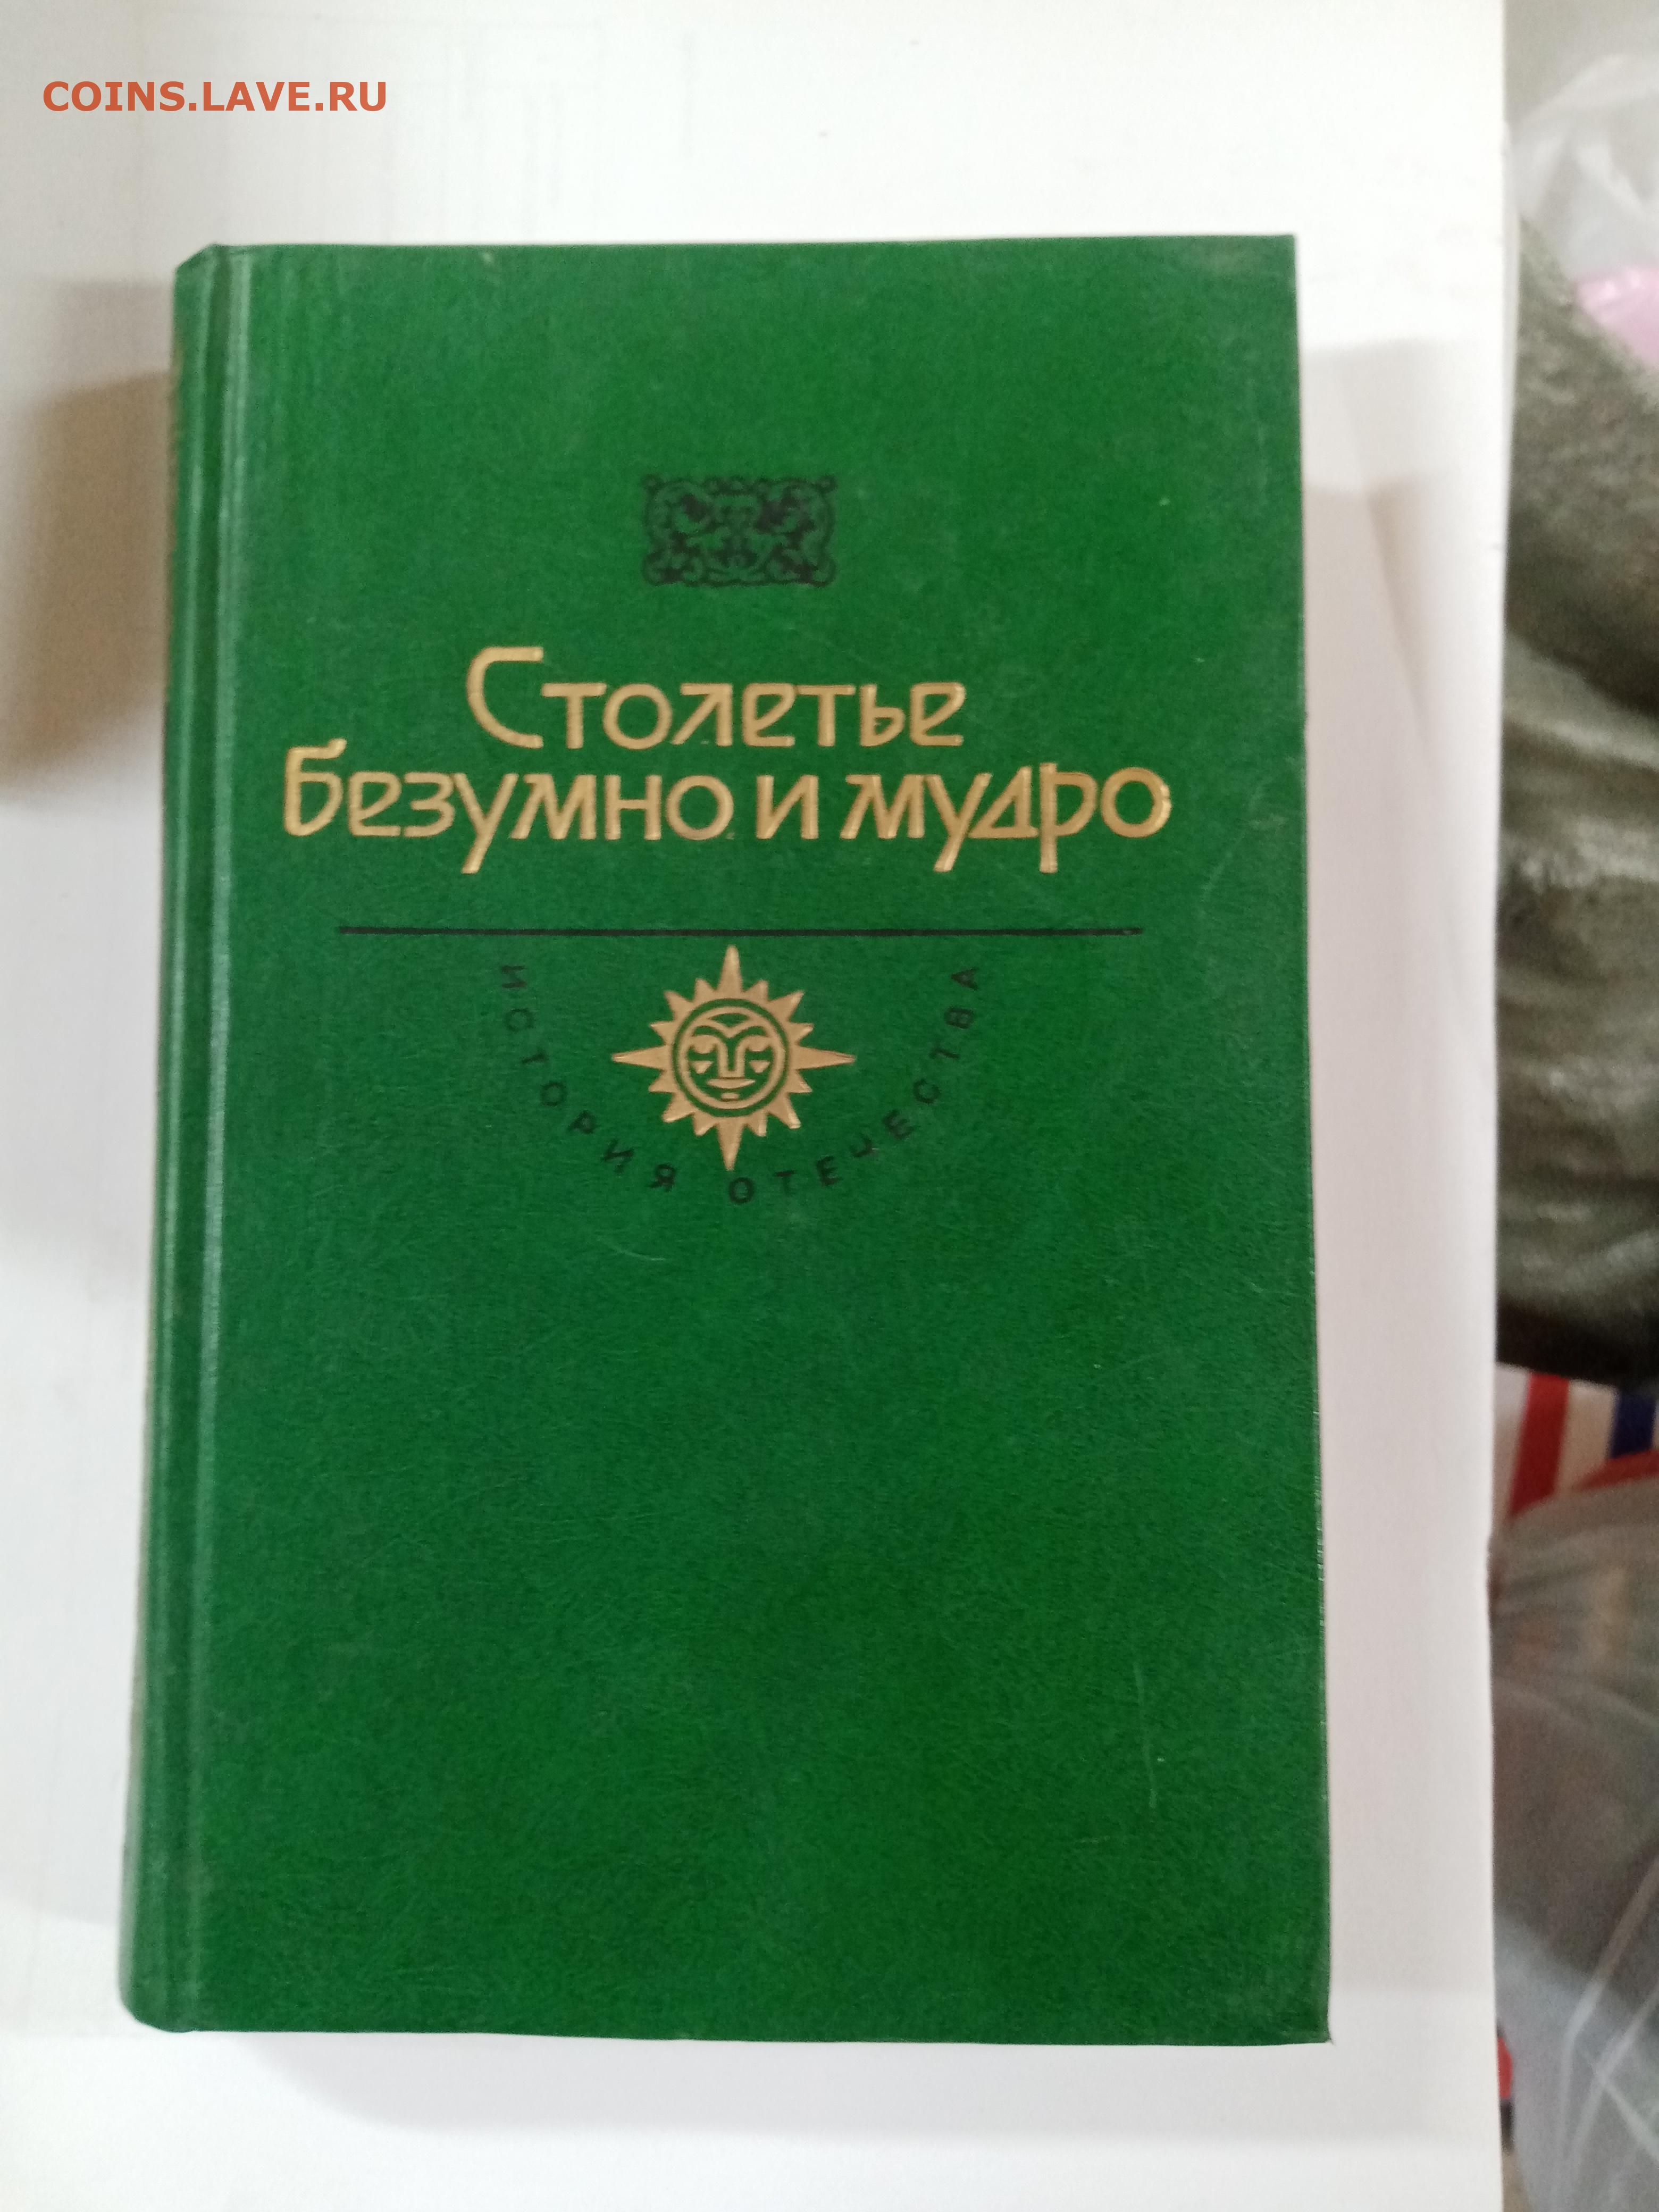 COINS.LAVE.RU
Столетье
безумно и мудро
ИСТОРИЯ ОТЕЧЕСТВА